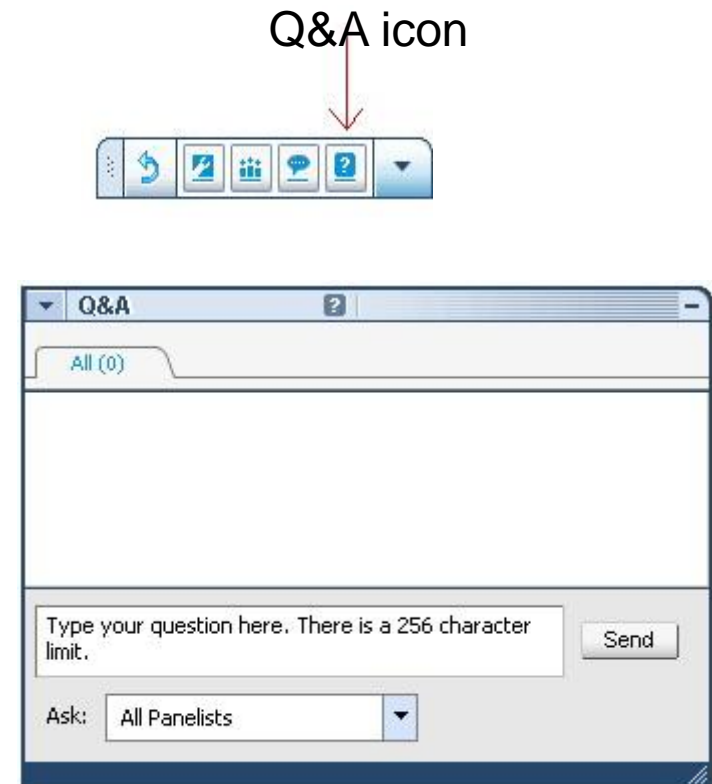 Q&A icon
?
Q&A ?
All (0)
Type your question here. There is a 256 character
limit.
Send
Ask: All Panelists